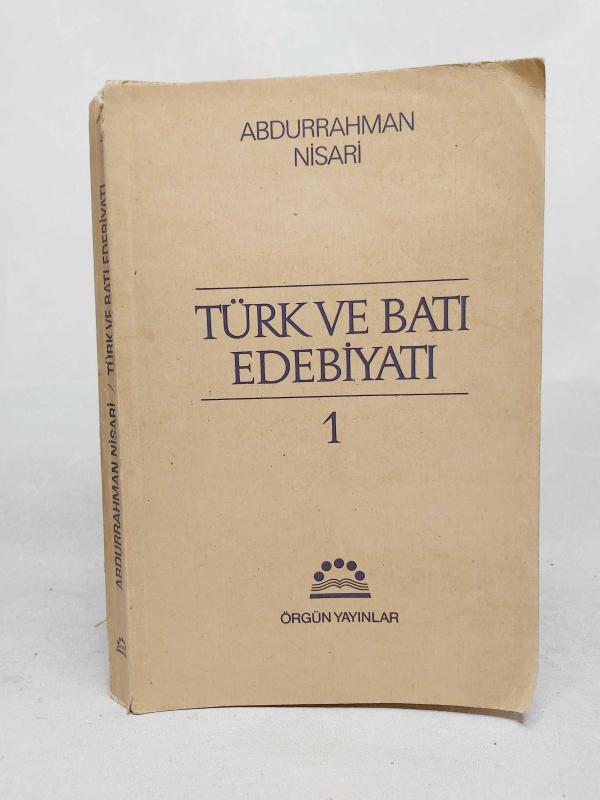 ABDURRAHMAN
NİSARİ
TÜRK VE BATI
EDEBİYATI
1
ÖRGÜN YAYINLAR
ABDURRAHMAN NİSARİ / TÜRK VE BATI EDEBİYATI